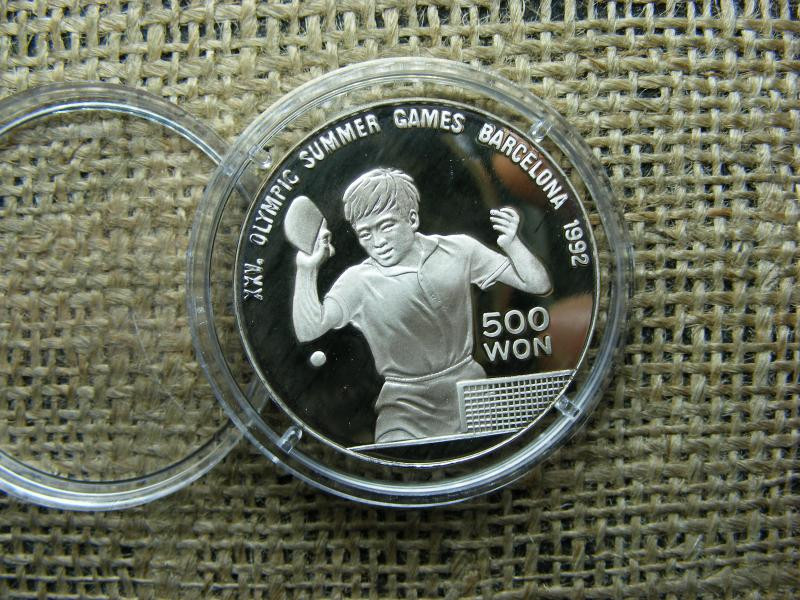 XXV. OLYMPIC SUMMER GAMES BARCELONA 1992
500
WON